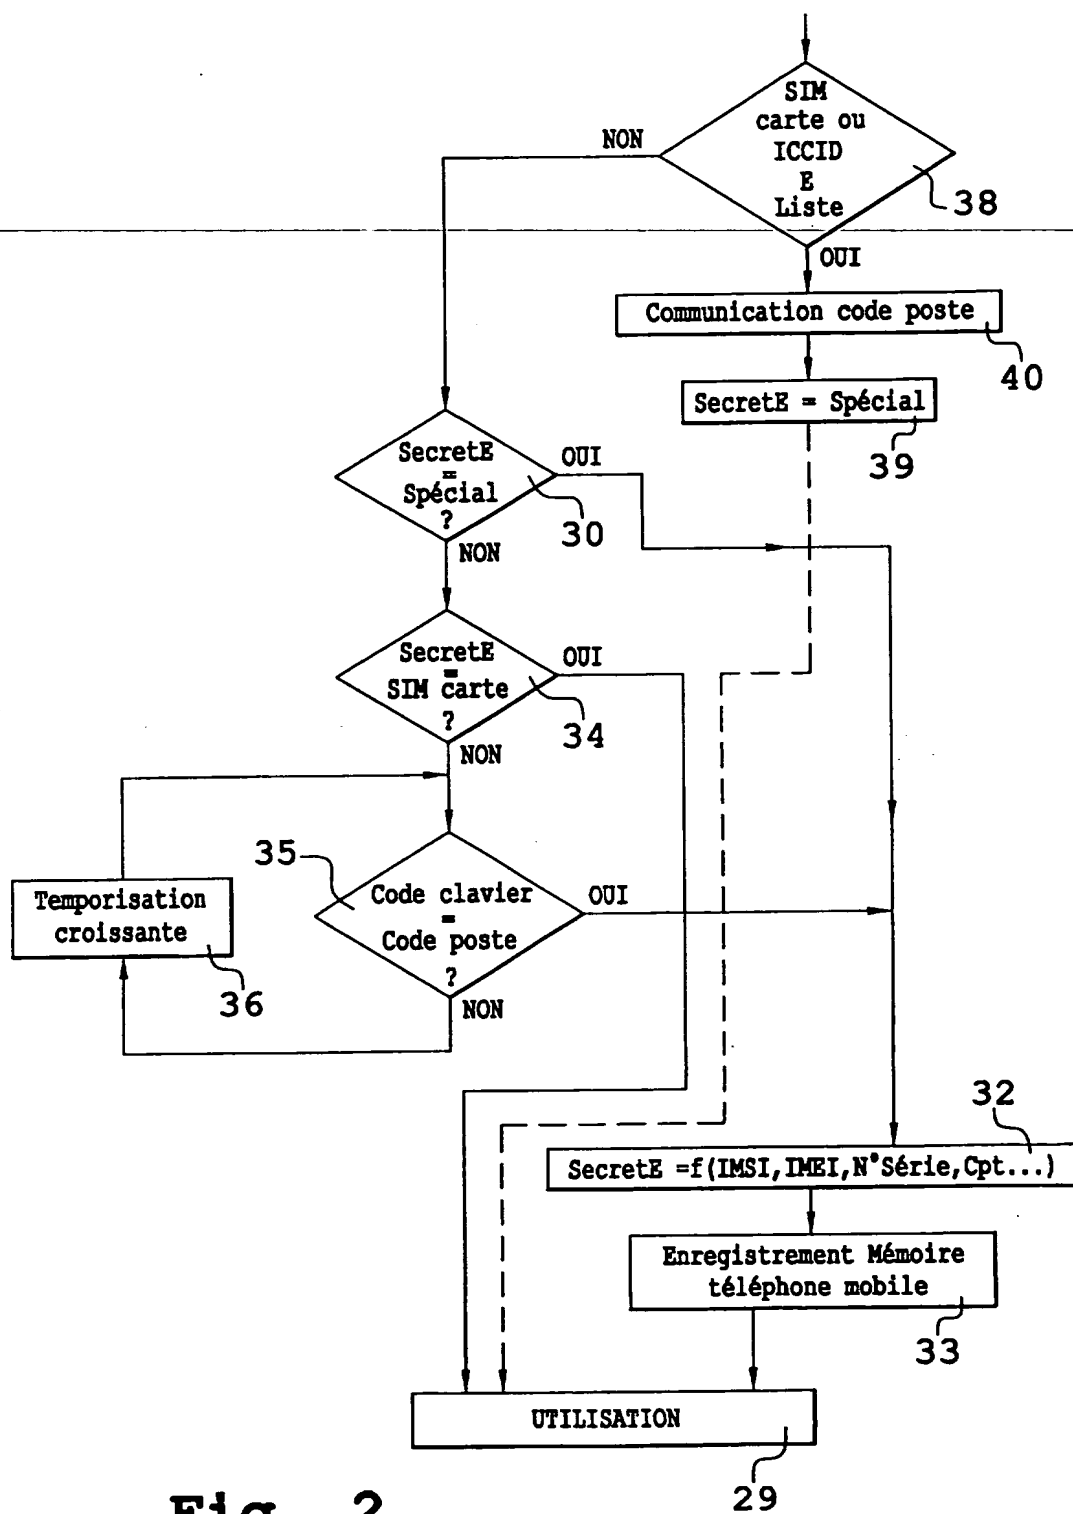 SIM
carte ou
ICCID
E
Liste
38
NON
OUI
Communication code poste
40
SecretE = Spécial
39
SecretE
=
Spécial
?
30
OUI
NON
SecretE
=
SIM carte
?
34
OUI
NON
35
Code clavier
=
Code poste
?
OUI
NON
Temporisation
croissante
36
32
SecretE =f(IMSI,IMEI,N°Série,Cpt...)
Enregistrement Mémoire
téléphone mobile
33
UTILISATION
29
Fig. 2